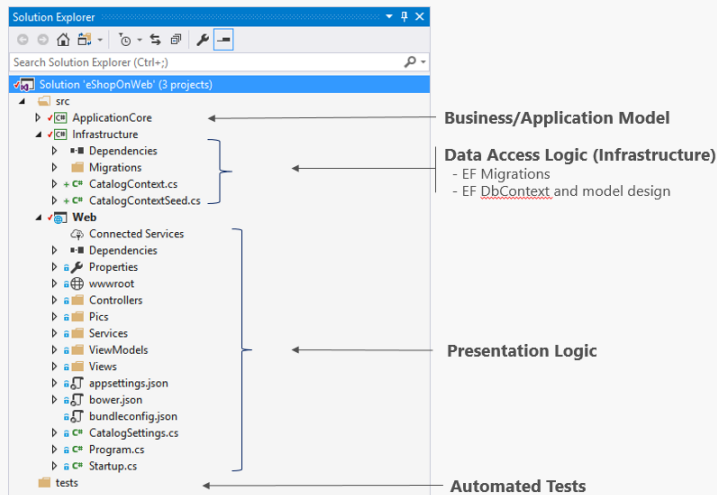 Solution Explorer
Search Solution Explorer (Ctrl+;)
Solution 'eShopOnWeb' (3 projects)
src
C# ApplicationCore
Business/Application Model
C# Infrastructure
Dependencies
Data Access Logic (Infrastructure)
Migrations
- EF Migrations
C# CatalogContext.cs
- EF DbContext and model design
C# CatalogContextSeed.cs
Web
Connected Services
Dependencies
Properties
wwwroot
Controllers
Pics
Services
ViewModels
Presentation Logic
Views
appsettings.json
bower.json
bundleconfig.json
C# CatalogSettings.cs
C# Program.cs
C# Startup.cs
tests
Automated Tests